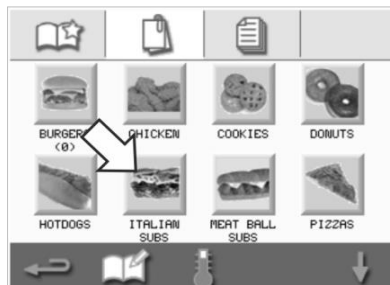 BURGERS CHICKEN COOKIES DONUTS
(0)
HOTDOGS ITALIAN MEAT BALL PIZZAS
SUBS SUBS